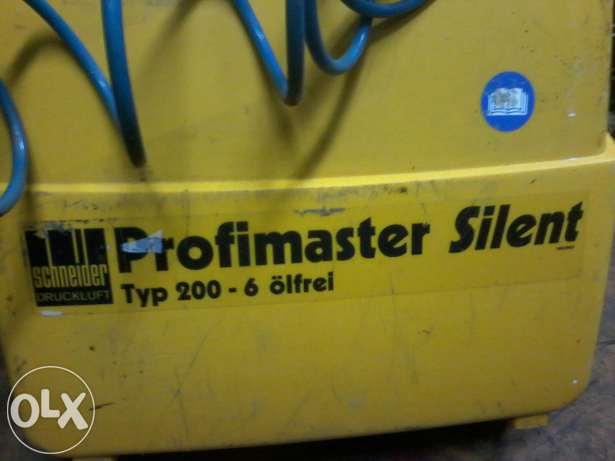 schneider
DRUCKLUFT
Profimaster Silent
Typ 200 - 6 ölfrei
OLX